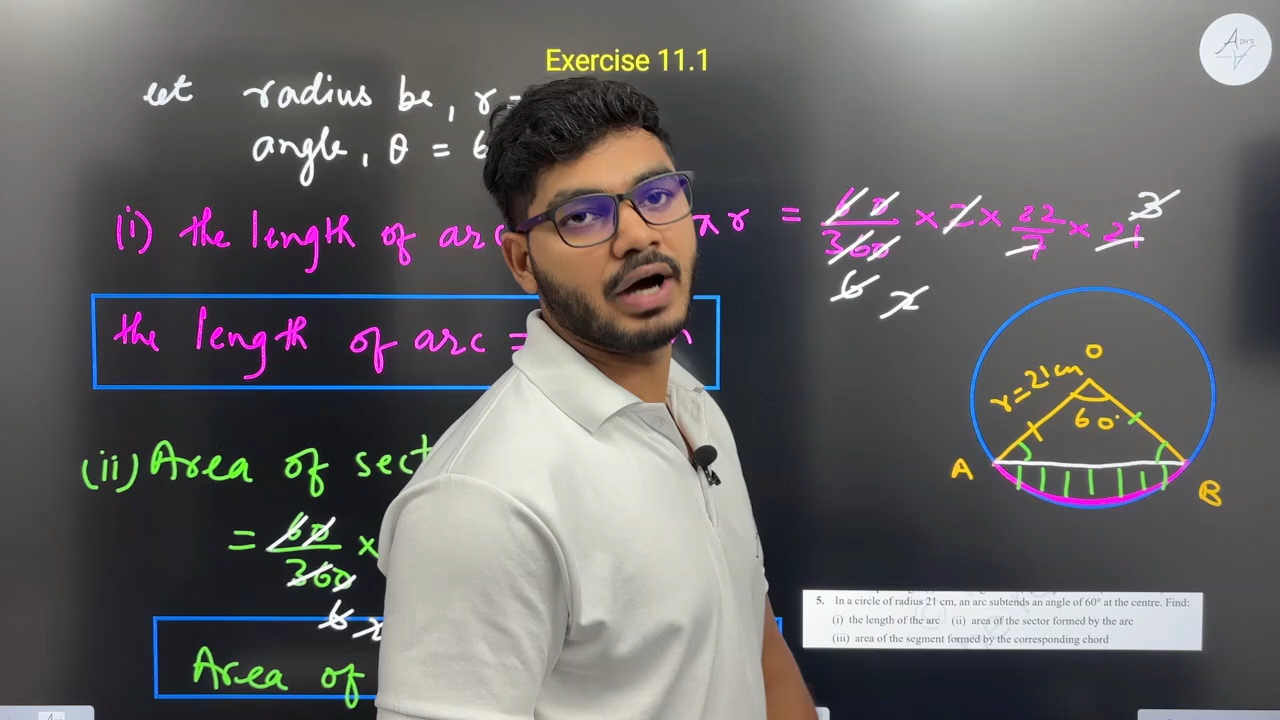 Exercise 11.1
let radius be, r =
angle, θ = 6
(i) the length of arc πr = 60/360 × 2 × 22/7 × 21 3
6 2
the length of arc =
O
r = 21 cm
60°
A B
(ii) Area of sect
= 60/360 ×
6 2
Area of
5. In a circle of radius 21 cm, an arc subtends an angle of 60° at the centre. Find:
(i) the length of the arc (ii) area of the sector formed by the arc
(iii) area of the segment formed by the corresponding chord